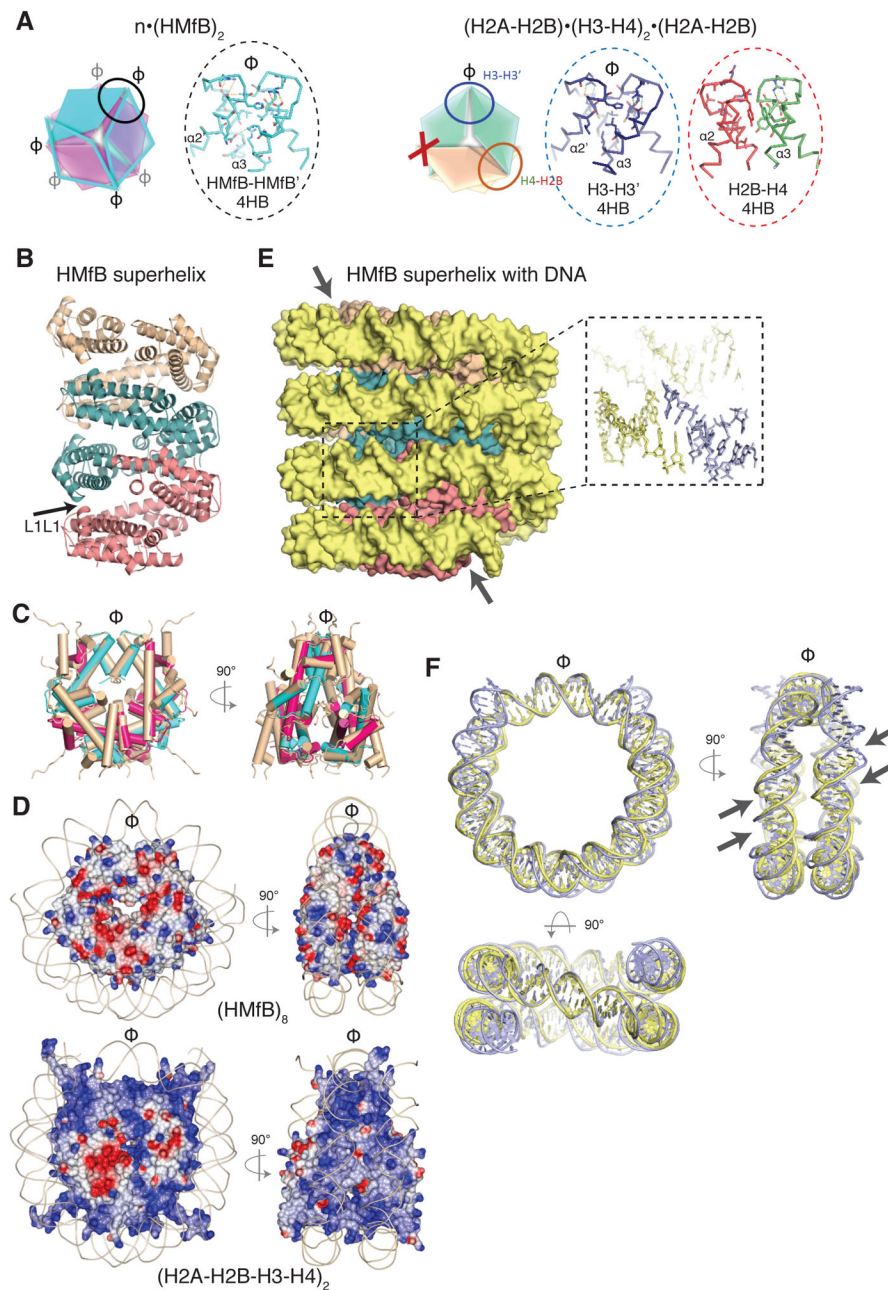 A
n•(HMfB)2
Φ
Φ
Φ
Φ
Φ
Φ
Φ
Φ
α2'
α3
HMfB-HMfB'
4HB
(H2A-H2B)•(H3-H4)2•(H2A-H2B)
Φ
H3-H3'
H4-H2B
Φ
α2'
α3
H3-H3'
4HB
α2
α3
H2B-H4
4HB
B
HMfB superhelix
L1L1
E
HMfB superhelix with DNA
C
Φ
90°
Φ
D
Φ
90°
Φ
(HMfB)8
Φ
90°
Φ
(H2A-H2B-H3-H4)2
F
Φ
90°
Φ
90°